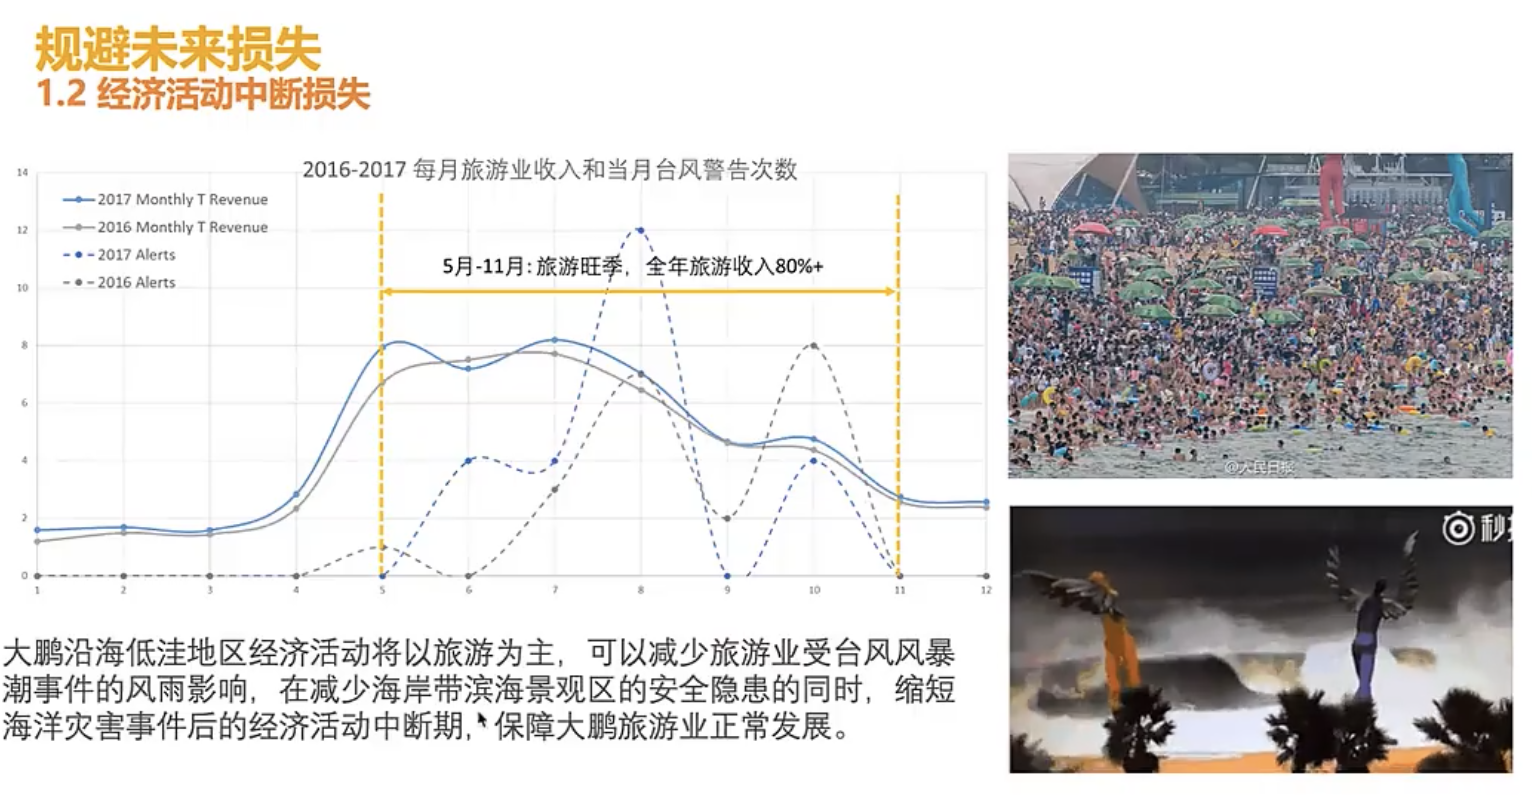 规避未来损失
1.2 经济活动中断损失
2016-2017 每月旅游业收入和当月台风警告次数
14
12
10
8
6
4
2
0
2017 Monthly T Revenue
2016 Monthly T Revenue
2017 Alerts
2016 Alerts
5月-11月: 旅游旺季，全年旅游收入80%+
1 2 3 4 5 6 7 8 9 10 11 12
@人民日报
秒拍
大鹏沿海低洼地区经济活动将以旅游为主，可以减少旅游业受台风风暴
潮事件的风雨影响，在减少海岸带滨海景观区的安全隐患的同时，缩短
海洋灾害事件后的经济活动中断期，保障大鹏旅游业正常发展。